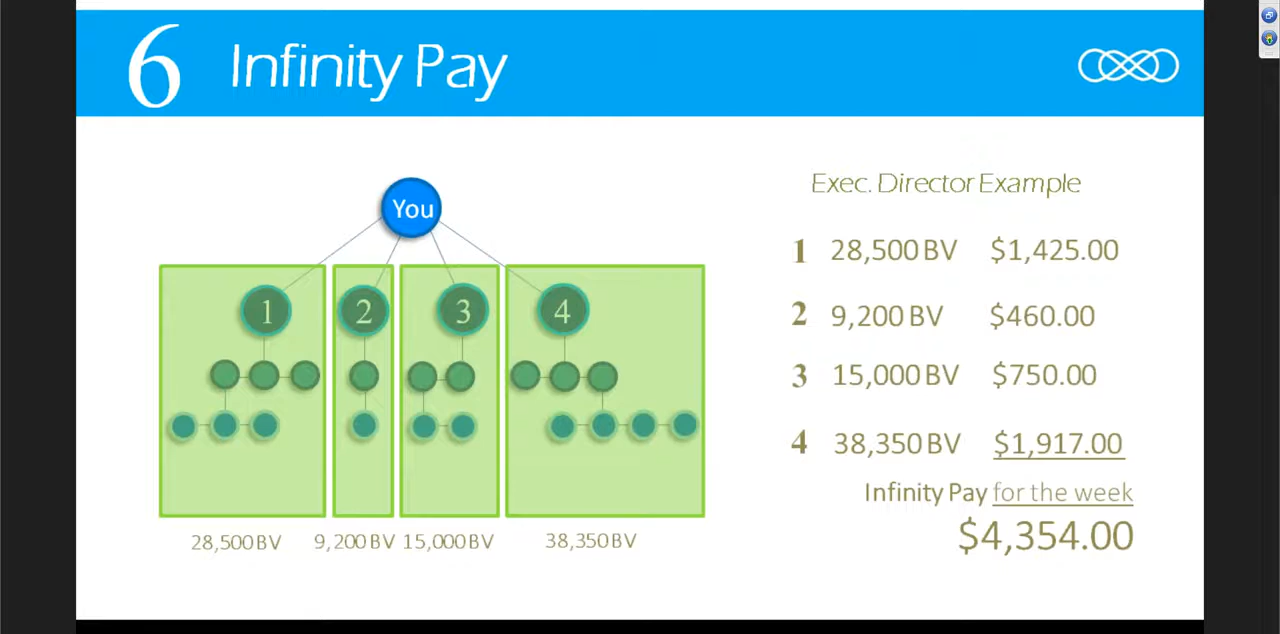 6 Infinity Pay
You
1 2 3 4
28,500 BV 9,200 BV 15,000 BV 38,350 BV
Exec. Director Example
1 28,500 BV $1,425.00
2 9,200 BV $460.00
3 15,000 BV $750.00
4 38,350 BV $1,917.00
Infinity Pay for the week
$4,354.00